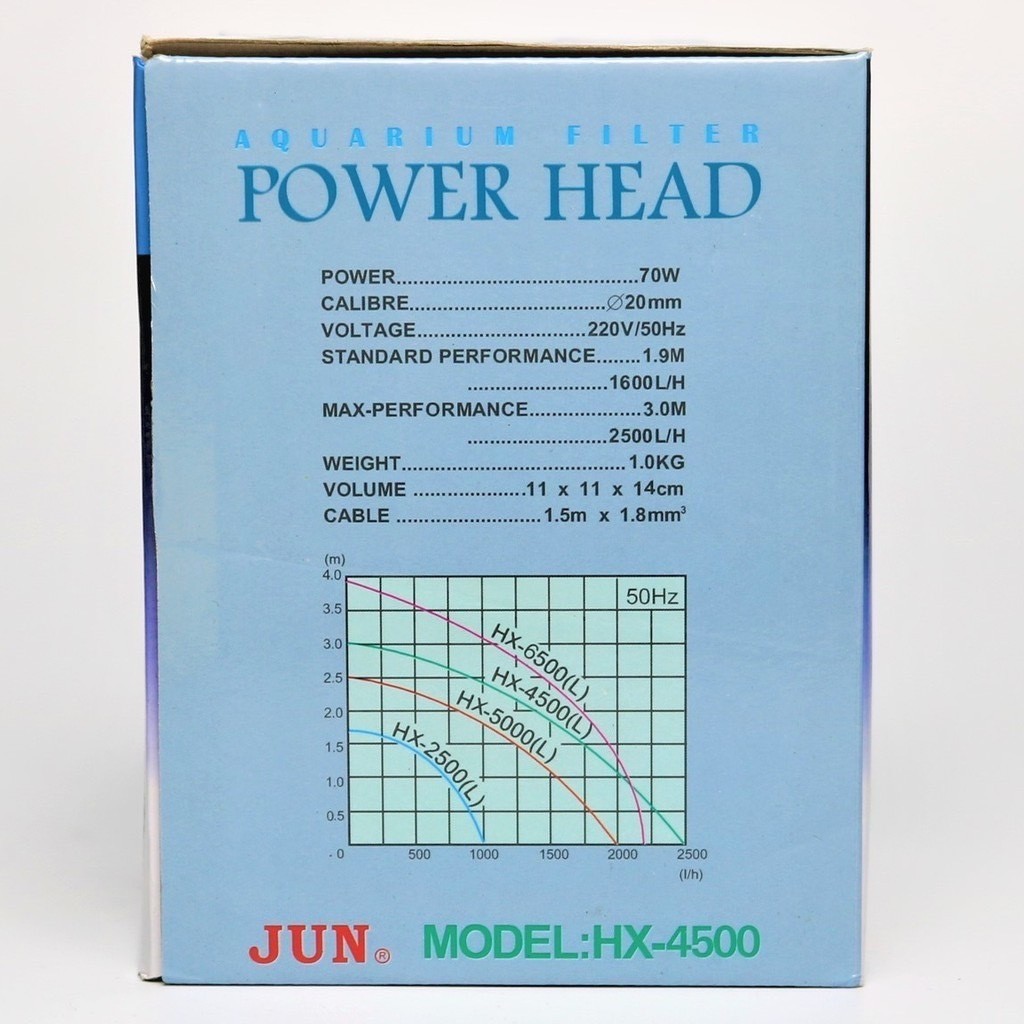 AQUARIUM FILTER
POWER HEAD
POWER..........................................70W
CALIBRE..................................∅20mm
VOLTAGE.............................220V/50Hz
STANDARD PERFORMANCE........1.9M
........................1600L/H
MAX-PERFORMANCE...................3.0M
........................2500L/H
WEIGHT.......................................1.0KG
VOLUME ....................11 x 11 x 14cm
CABLE .........................1.5m x 1.8mm³
(m)
4.0
50Hz
3.5
HX-6500(L)
3.0
HX-4500(L)
2.5
HX-5000(L)
2.0
HX-2500(L)
1.5
1.0
0.5
0 500 1000 1500 2000 2500
(l/h)
JUN® MODEL:HX-4500